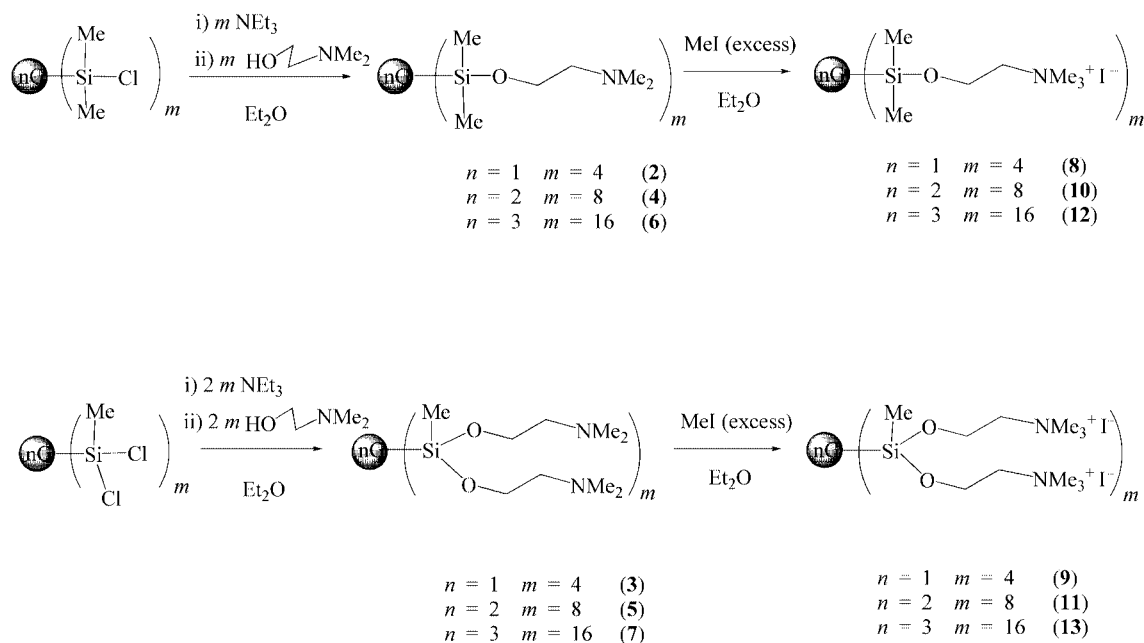 i) m NEt3
ii) m HO NMe2
Et2O
nG
Me
Si Cl
Me
m
nG
Me
Si O NMe2
Me
m
MeI (excess)
Et2O
nG
Me
Si O NMe3+ I-
Me
m
n = 1 m = 4 (2)
n = 2 m = 8 (4)
n = 3 m = 16 (6)
n = 1 m = 4 (8)
n = 2 m = 8 (10)
n = 3 m = 16 (12)
i) 2 m NEt3
ii) 2 m HO NMe2
Et2O
nG
Me
Si Cl
Cl
m
nG
Me
Si O NMe2
O NMe2
m
MeI (excess)
Et2O
nG
Me
Si O NMe3+ I-
O NMe3+ I-
m
n = 1 m = 4 (3)
n = 2 m = 8 (5)
n = 3 m = 16 (7)
n = 1 m = 4 (9)
n = 2 m = 8 (11)
n = 3 m = 16 (13)